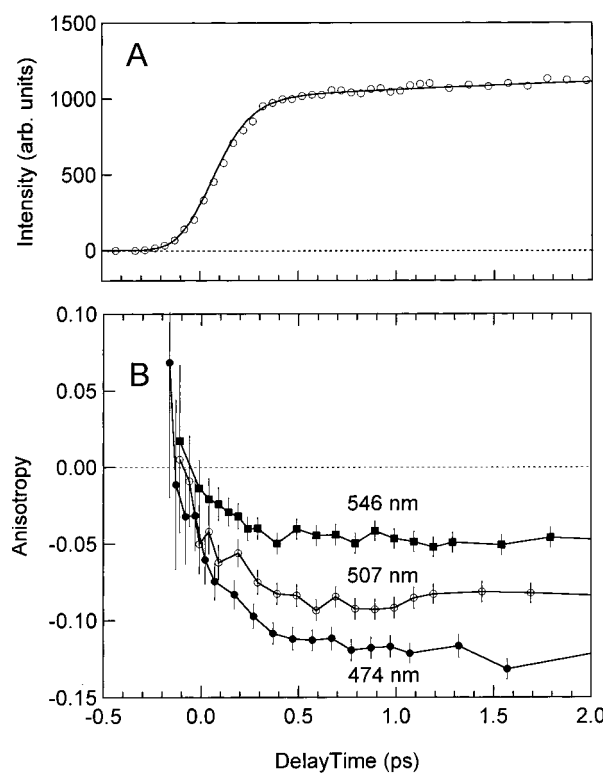 1500
A
1000
500
0
Intensity (arb. units)
0.10
B
0.05
0.00
546 nm
-0.05
507 nm
-0.10
474 nm
-0.15
Anisotropy
-0.5 0.0 0.5 1.0 1.5 2.0
DelayTime (ps)